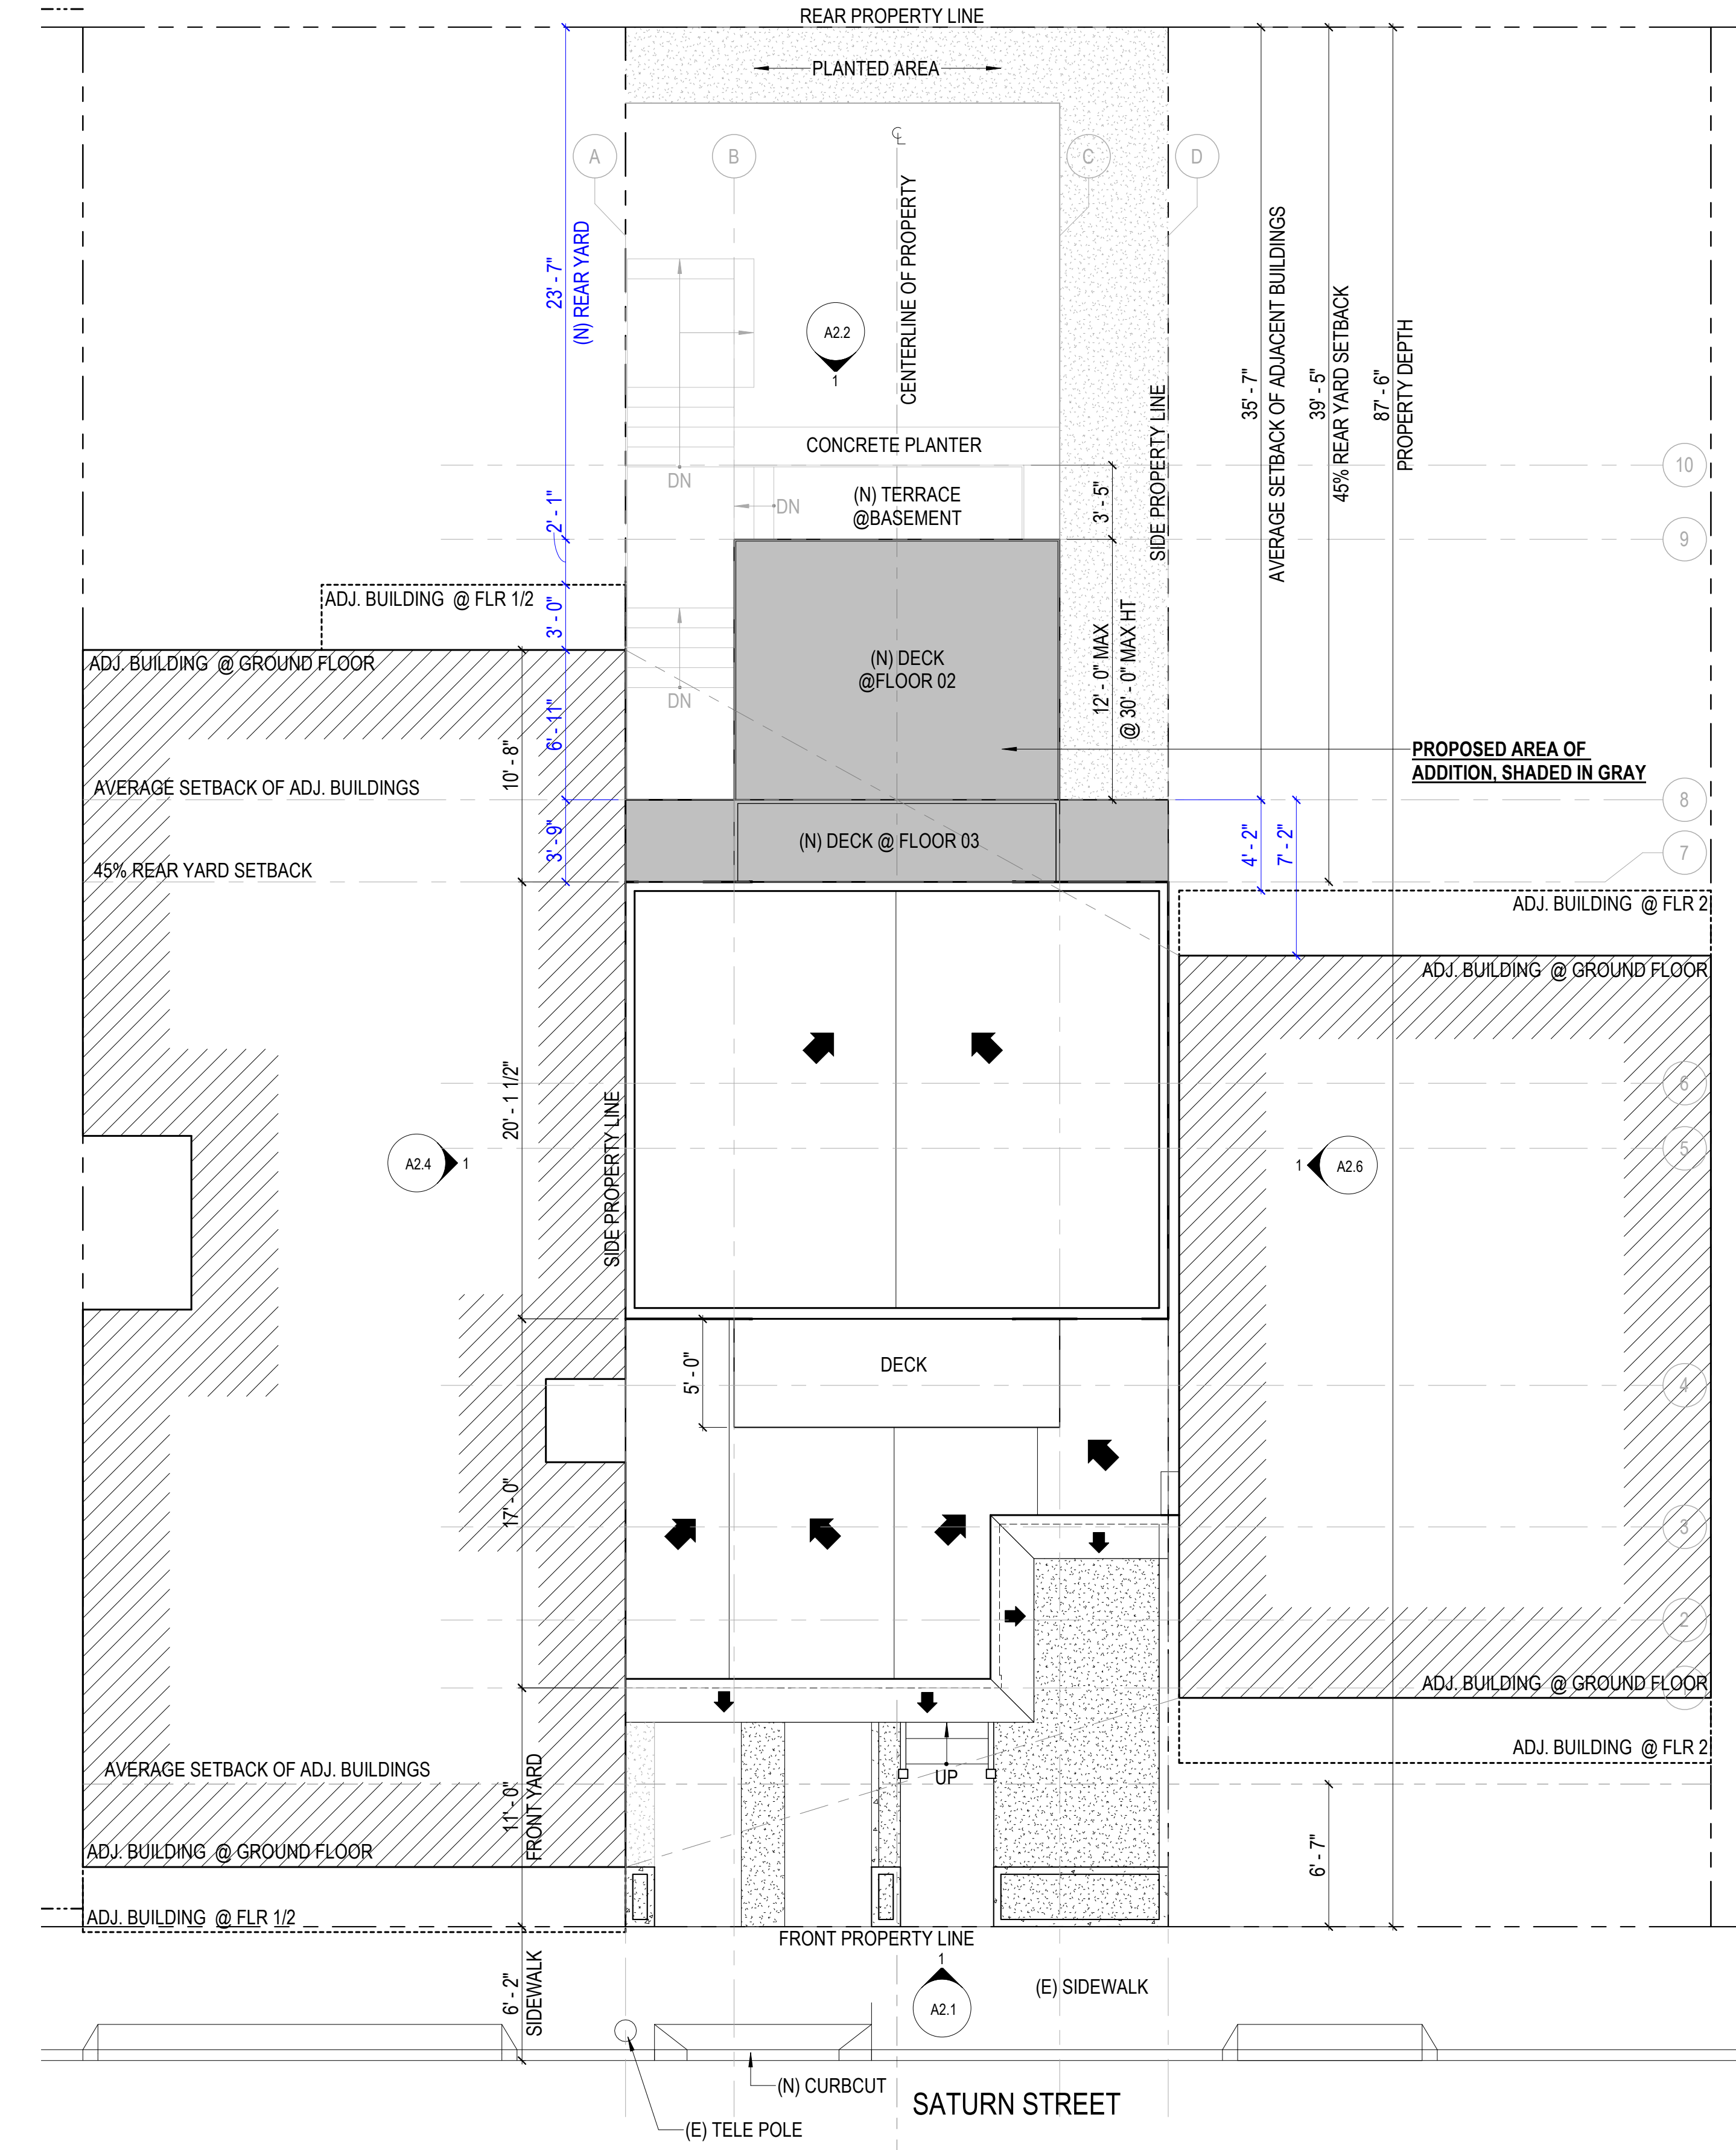 REAR PROPERTY LINE
PLANTED AREA
A
B
C
D
CENTERLINE OF PROPERTY
23' - 7"
(N) REAR YARD
A2.2
1
35' - 7"
AVERAGE SETBACK OF ADJACENT BUILDINGS
39' - 5"
45% REAR YARD SETBACK
87' - 6"
PROPERTY DEPTH
SIDE PROPERTY LINE
CONCRETE PLANTER
10
DN
DN
(N) TERRACE
@BASEMENT
3' - 5"
2' - 1"
9
ADJ. BUILDING @ FLR 1/2
3' - 0"
ADJ. BUILDING @ GROUND FLOOR
(N) DECK
@FLOOR 02
12' - 0" MAX
@ 30' - 0" MAX HT
DN
6' - 11"
10' - 8"
PROPOSED AREA OF
ADDITION, SHADED IN GRAY
AVERAGE SETBACK OF ADJ. BUILDINGS
8
(N) DECK @ FLOOR 03
3' - 9"
4' - 2"
7' - 2"
7
45% REAR YARD SETBACK
ADJ. BUILDING @ FLR 2
ADJ. BUILDING @ GROUND FLOOR
20' - 1 1/2"
SIDE PROPERTY LINE
6
5
A2.4
1
1
A2.6
5' - 0"
DECK
4
17' - 0"
3
2
ADJ. BUILDING @ GROUND FLOOR
ADJ. BUILDING @ FLR 2
AVERAGE SETBACK OF ADJ. BUILDINGS
UP
11' - 0"
FRONT YARD
6' - 7"
ADJ. BUILDING @ GROUND FLOOR
ADJ. BUILDING @ FLR 1/2
FRONT PROPERTY LINE
1
A2.1
(E) SIDEWALK
6' - 2"
SIDEWALK
(N) CURBCUT
SATURN STREET
(E) TELE POLE